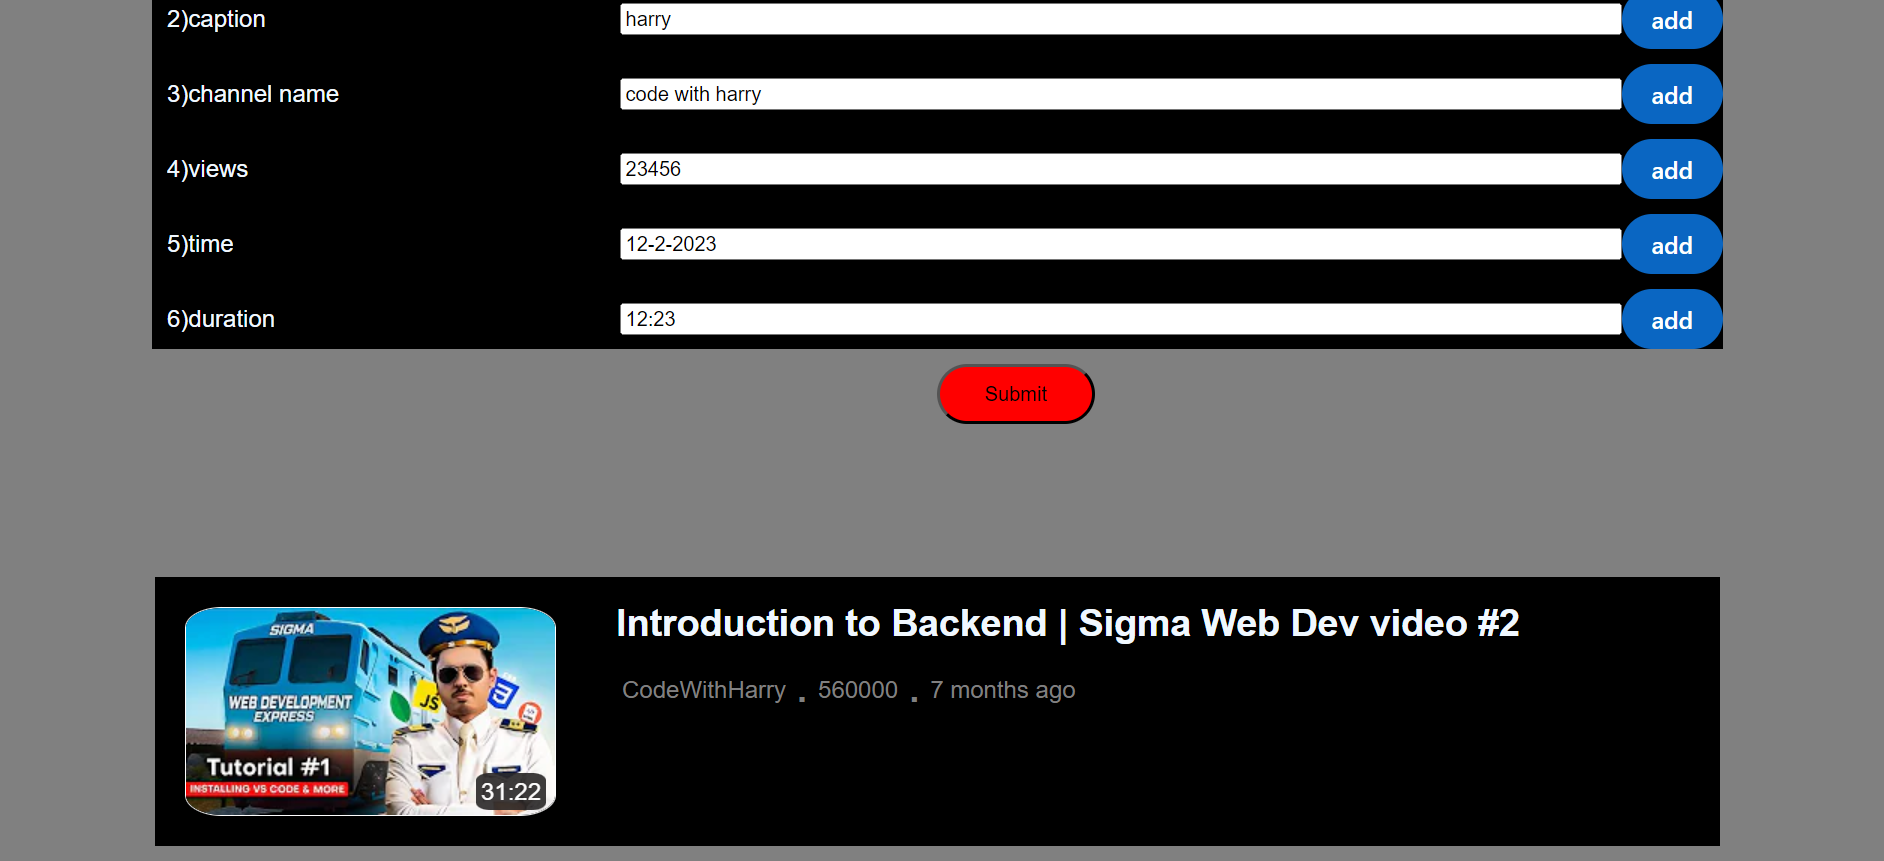 2)caption harry add
3)channel name code with harry add
4)views 23456 add
5)time 12-2-2023 add
6)duration 12:23 add
Submit
Introduction to Backend | Sigma Web Dev video #2
CodeWithHarry . 560000 . 7 months ago
SIGMA
WEB DEVELOPMENT
EXPRESS
JS
Tutorial #1
INSTALLING VS CODE & MORE
31:22